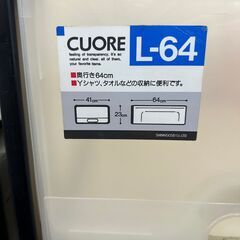 CUORE
feeling of transparency. It's so
natural and clear. all of them,
your favorite items.
L-64
■奥行き64cm
■Yシャツ、タオルなどの収納に便利です。
41cm
23cm
64cm